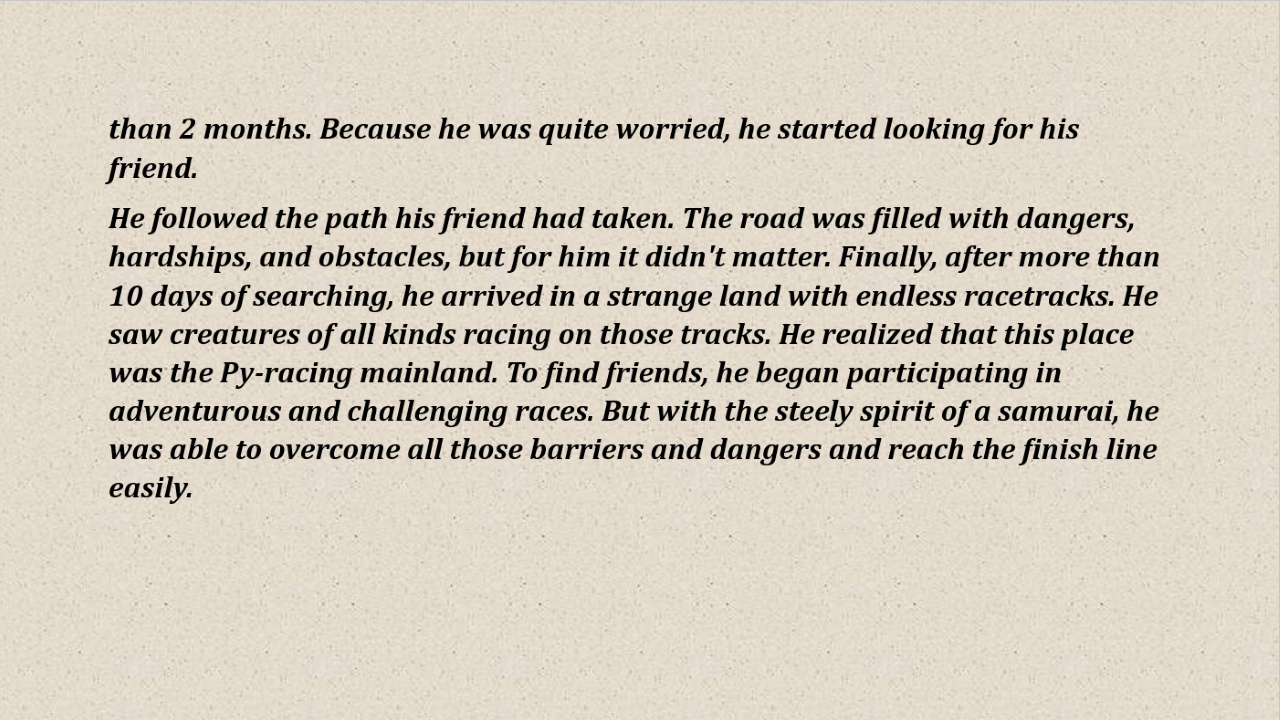 than 2 months. Because he was quite worried, he started looking for his
friend.
He followed the path his friend had taken. The road was filled with dangers,
hardships, and obstacles, but for him it didn't matter. Finally, after more than
10 days of searching, he arrived in a strange land with endless racetracks. He
saw creatures of all kinds racing on those tracks. He realized that this place
was the Py-racing mainland. To find friends, he began participating in
adventurous and challenging races. But with the steely spirit of a samurai, he
was able to overcome all those barriers and dangers and reach the finish line
easily.